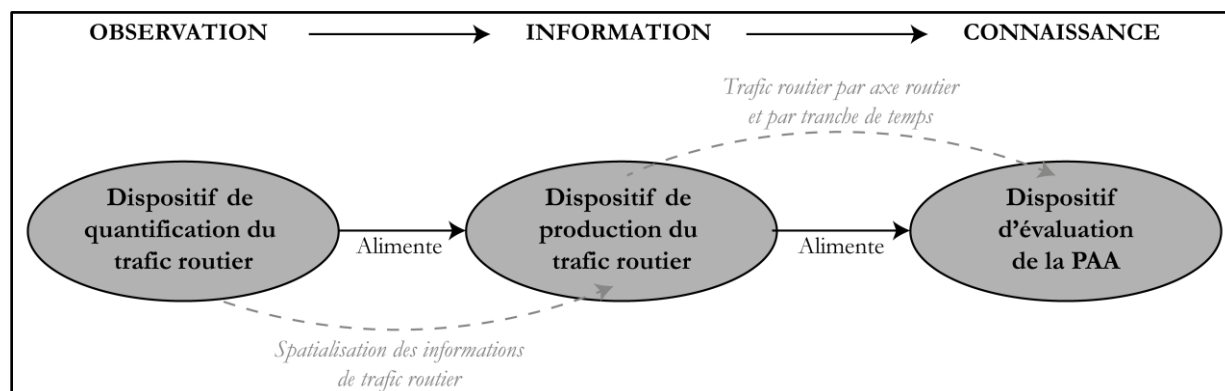 OBSERVATION
INFORMATION
CONNAISSANCE
Trafic routier par axe routier
et par tranche de temps
Dispositif de
quantification du
trafic routier
Alimente
Dispositif de
production du
trafic routier
Alimente
Dispositif
d'évaluation
de la PAA
Spatialisation des informations
de trafic routier